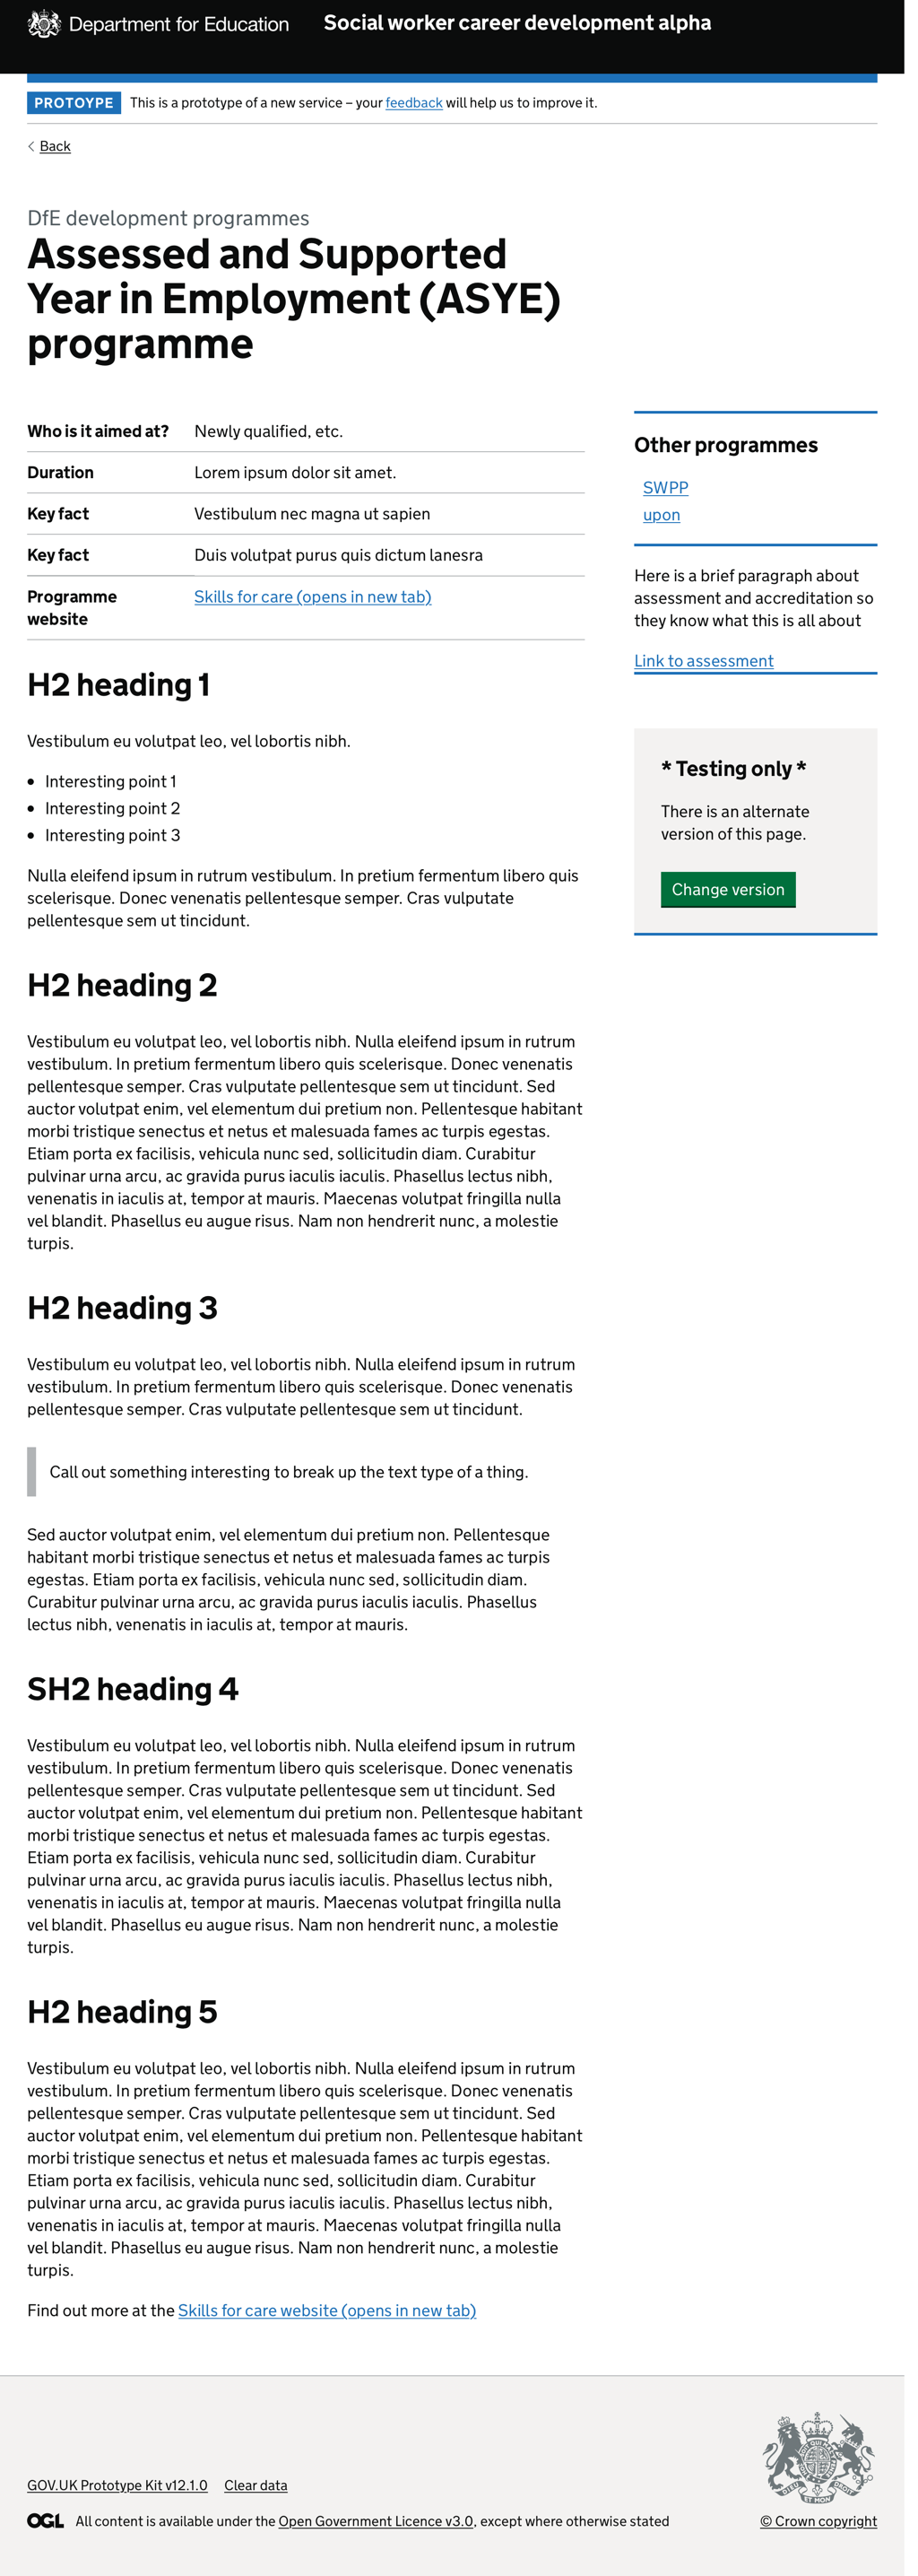 Department for Education
Social worker career development alpha
PROTOYPE This is a prototype of a new service – your feedback will help us to improve it.
Back
DfE development programmes
Assessed and Supported
Year in Employment (ASYE)
programme
Who is it aimed at? Newly qualified, etc.
Duration Lorem ipsum dolor sit amet.
Key fact Vestibulum nec magna ut sapien
Key fact Duis volutpat purus quis dictum lanesra
Programme
website
Skills for care (opens in new tab)
H2 heading 1
Vestibulum eu volutpat leo, vel lobortis nibh.
• Interesting point 1
• Interesting point 2
• Interesting point 3
Nulla eleifend ipsum in rutrum vestibulum. In pretium fermentum libero quis
scelerisque. Donec venenatis pellentesque semper. Cras vulputate
pellentesque sem ut tincidunt.
H2 heading 2
Vestibulum eu volutpat leo, vel lobortis nibh. Nulla eleifend ipsum in rutrum
vestibulum. In pretium fermentum libero quis scelerisque. Donec venenatis
pellentesque semper. Cras vulputate pellentesque sem ut tincidunt. Sed
auctor volutpat enim, vel elementum dui pretium non. Pellentesque habitant
morbi tristique senectus et netus et malesuada fames ac turpis egestas.
Etiam porta ex facilisis, vehicula nunc sed, sollicitudin diam. Curabitur
pulvinar urna arcu, ac gravida purus iaculis iaculis. Phasellus lectus nibh,
venenatis in iaculis at, tempor at mauris. Maecenas volutpat fringilla nulla
vel blandit. Phasellus eu augue risus. Nam non hendrerit nunc, a molestie
turpis.
H2 heading 3
Vestibulum eu volutpat leo, vel lobortis nibh. Nulla eleifend ipsum in rutrum
vestibulum. In pretium fermentum libero quis scelerisque. Donec venenatis
pellentesque semper. Cras vulputate pellentesque sem ut tincidunt.
Call out something interesting to break up the text type of a thing.
Sed auctor volutpat enim, vel elementum dui pretium non. Pellentesque
habitant morbi tristique senectus et netus et malesuada fames ac turpis
egestas. Etiam porta ex facilisis, vehicula nunc sed, sollicitudin diam.
Curabitur pulvinar urna arcu, ac gravida purus iaculis iaculis. Phasellus
lectus nibh, venenatis in iaculis at, tempor at mauris.
SH2 heading 4
Vestibulum eu volutpat leo, vel lobortis nibh. Nulla eleifend ipsum in rutrum
vestibulum. In pretium fermentum libero quis scelerisque. Donec venenatis
pellentesque semper. Cras vulputate pellentesque sem ut tincidunt. Sed
auctor volutpat enim, vel elementum dui pretium non. Pellentesque habitant
morbi tristique senectus et netus et malesuada fames ac turpis egestas.
Etiam porta ex facilisis, vehicula nunc sed, sollicitudin diam. Curabitur
pulvinar urna arcu, ac gravida purus iaculis iaculis. Phasellus lectus nibh,
venenatis in iaculis at, tempor at mauris. Maecenas volutpat fringilla nulla
vel blandit. Phasellus eu augue risus. Nam non hendrerit nunc, a molestie
turpis.
H2 heading 5
Vestibulum eu volutpat leo, vel lobortis nibh. Nulla eleifend ipsum in rutrum
vestibulum. In pretium fermentum libero quis scelerisque. Donec venenatis
pellentesque semper. Cras vulputate pellentesque sem ut tincidunt. Sed
auctor volutpat enim, vel elementum dui pretium non. Pellentesque habitant
morbi tristique senectus et netus et malesuada fames ac turpis egestas.
Etiam porta ex facilisis, vehicula nunc sed, sollicitudin diam. Curabitur
pulvinar urna arcu, ac gravida purus iaculis iaculis. Phasellus lectus nibh,
venenatis in iaculis at, tempor at mauris. Maecenas volutpat fringilla nulla
vel blandit. Phasellus eu augue risus. Nam non hendrerit nunc, a molestie
turpis.
Find out more at the Skills for care website (opens in new tab)
Other programmes
SWPP
upon
Here is a brief paragraph about
assessment and accreditation so
they know what this is all about
Link to assessment
* Testing only *
There is an alternate
version of this page.
Change version
GOV.UK Prototype Kit v12.1.0 Clear data
OGL All content is available under the Open Government Licence v3.0, except where otherwise stated
© Crown copyright